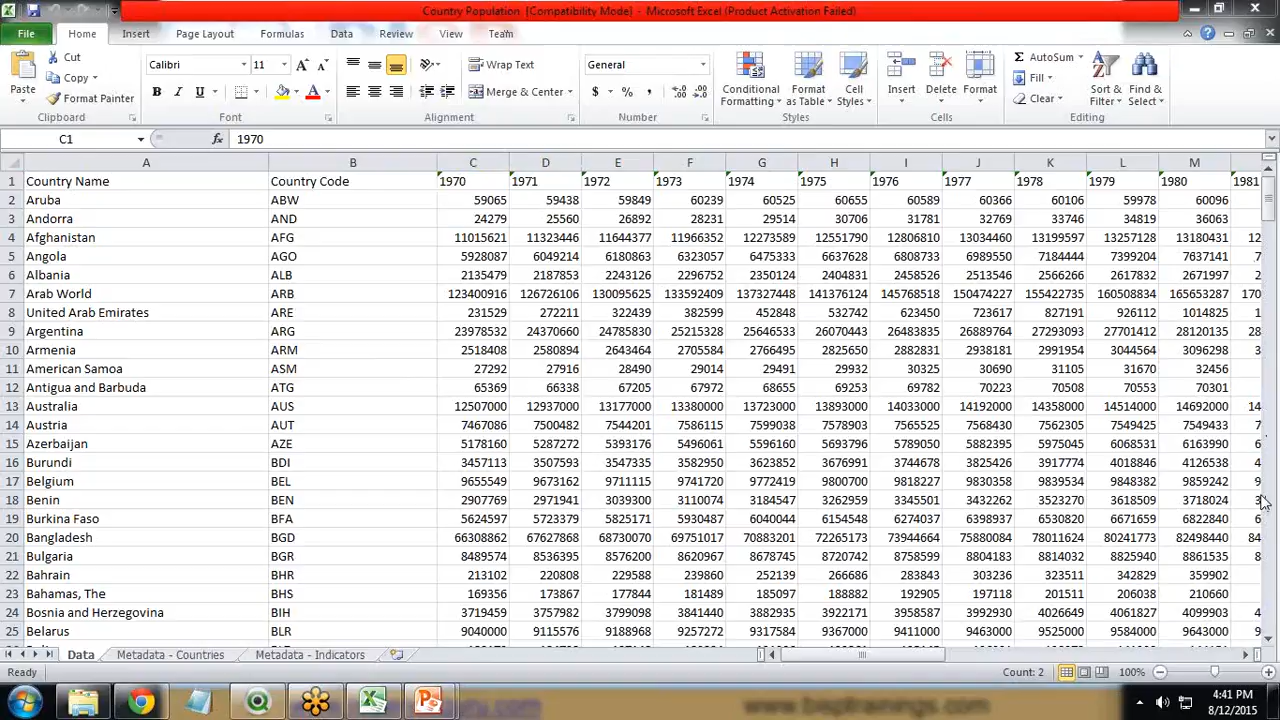 Country Population [Compatibility Mode] - Microsoft Excel (Product Activation Failed)
File Home Insert Page Layout Formulas Data Review View Team
Paste Cut Copy Format Painter Clipboard
Calibri 11 Font
Wrap Text Merge & Center Alignment
General Number
Conditional Formatting Format as Table Cell Styles Styles
Insert Delete Format Cells
AutoSum Fill Clear Sort & Filter Find & Select Editing
C1 fx 1970
A B C D E F G H I J K L M
1 Country Name Country Code 1970 1971 1972 1973 1974 1975 1976 1977 1978 1979 1980 1981
2 Aruba ABW 59065 59438 59849 60239 60525 60655 60589 60366 60106 59978 60096
3 Andorra AND 24279 25560 26892 28231 29514 30706 31781 32769 33746 34819 36063
4 Afghanistan AFG 11015621 11323446 11644377 11966352 12273589 12551790 12806810 13034460 13199597 13257128 13180431 12
5 Angola AGO 5928087 6049214 6180863 6323057 6475333 6637628 6808733 6989550 7184444 7399204 7637141 7
6 Albania ALB 2135479 2187853 2243126 2296752 2350124 2404831 2458526 2513546 2566266 2617832 2671997 2
7 Arab World ARB 123400916 126726106 130095625 133592409 137327448 141376124 145768518 150474227 155422735 160508834 165653287 170
8 United Arab Emirates ARE 231529 272211 322439 382599 452848 532742 623450 723617 827191 926112 1014825 1
9 Argentina ARG 23978532 24370660 24785830 25215328 25646533 26070443 26483835 26889764 27293093 27701412 28120135 28
10 Armenia ARM 2518408 2580894 2643464 2705584 2766495 2825650 2882831 2938181 2991954 3044564 3096298 3
11 American Samoa ASM 27292 27916 28490 29014 29491 29932 30325 30690 31105 31670 32456
12 Antigua and Barbuda ATG 65369 66338 67205 67972 68655 69253 69782 70223 70508 70553 70301
13 Australia AUS 12507000 12937000 13177000 13380000 13723000 13893000 14033000 14192000 14358000 14514000 14692000 14
14 Austria AUT 7467086 7500482 7544201 7586115 7599038 7578903 7565525 7568430 7562305 7549425 7549433 7
15 Azerbaijan AZE 5178160 5287272 5393176 5496061 5596160 5693796 5789050 5882395 5975045 6068531 6163990 6
16 Burundi BDI 3457113 3507593 3547335 3582950 3623852 3676991 3744678 3825426 3917774 4018846 4126538 4
17 Belgium BEL 9655549 9673162 9711115 9741720 9772419 9800700 9818227 9830358 9839534 9848382 9859242 9
18 Benin BEN 2907769 2971941 3039300 3110074 3184547 3262959 3345501 3432262 3523270 3618509 3718024 3
19 Burkina Faso BFA 5624597 5723379 5825171 5930487 6040044 6154548 6274037 6398937 6530820 6671659 6822840 6
20 Bangladesh BGD 66308862 67627868 68730070 69751017 70883201 72265173 73944664 75880084 78011624 80241773 82498440 84
21 Bulgaria BGR 8489574 8536395 8576200 8620967 8678745 8720742 8758599 8804183 8814032 8825940 8861535 8
22 Bahrain BHR 213102 220808 229588 239860 252139 266686 283843 303236 323511 342829 359902
23 Bahamas, The BHS 169356 173867 177844 181489 185097 188882 192905 197118 201511 206038 210660
24 Bosnia and Herzegovina BIH 3719459 3757982 3799098 3841440 3882935 3922171 3958587 3992930 4026649 4061827 4099903 4
25 Belarus BLR 9040000 9115576 9188968 9257272 9317584 9367000 9411000 9463000 9525000 9584000 9643000 9
Data Metadata - Countries Metadata - Indicators
Ready Count: 2 100%
4:41 PM
8/12/2015